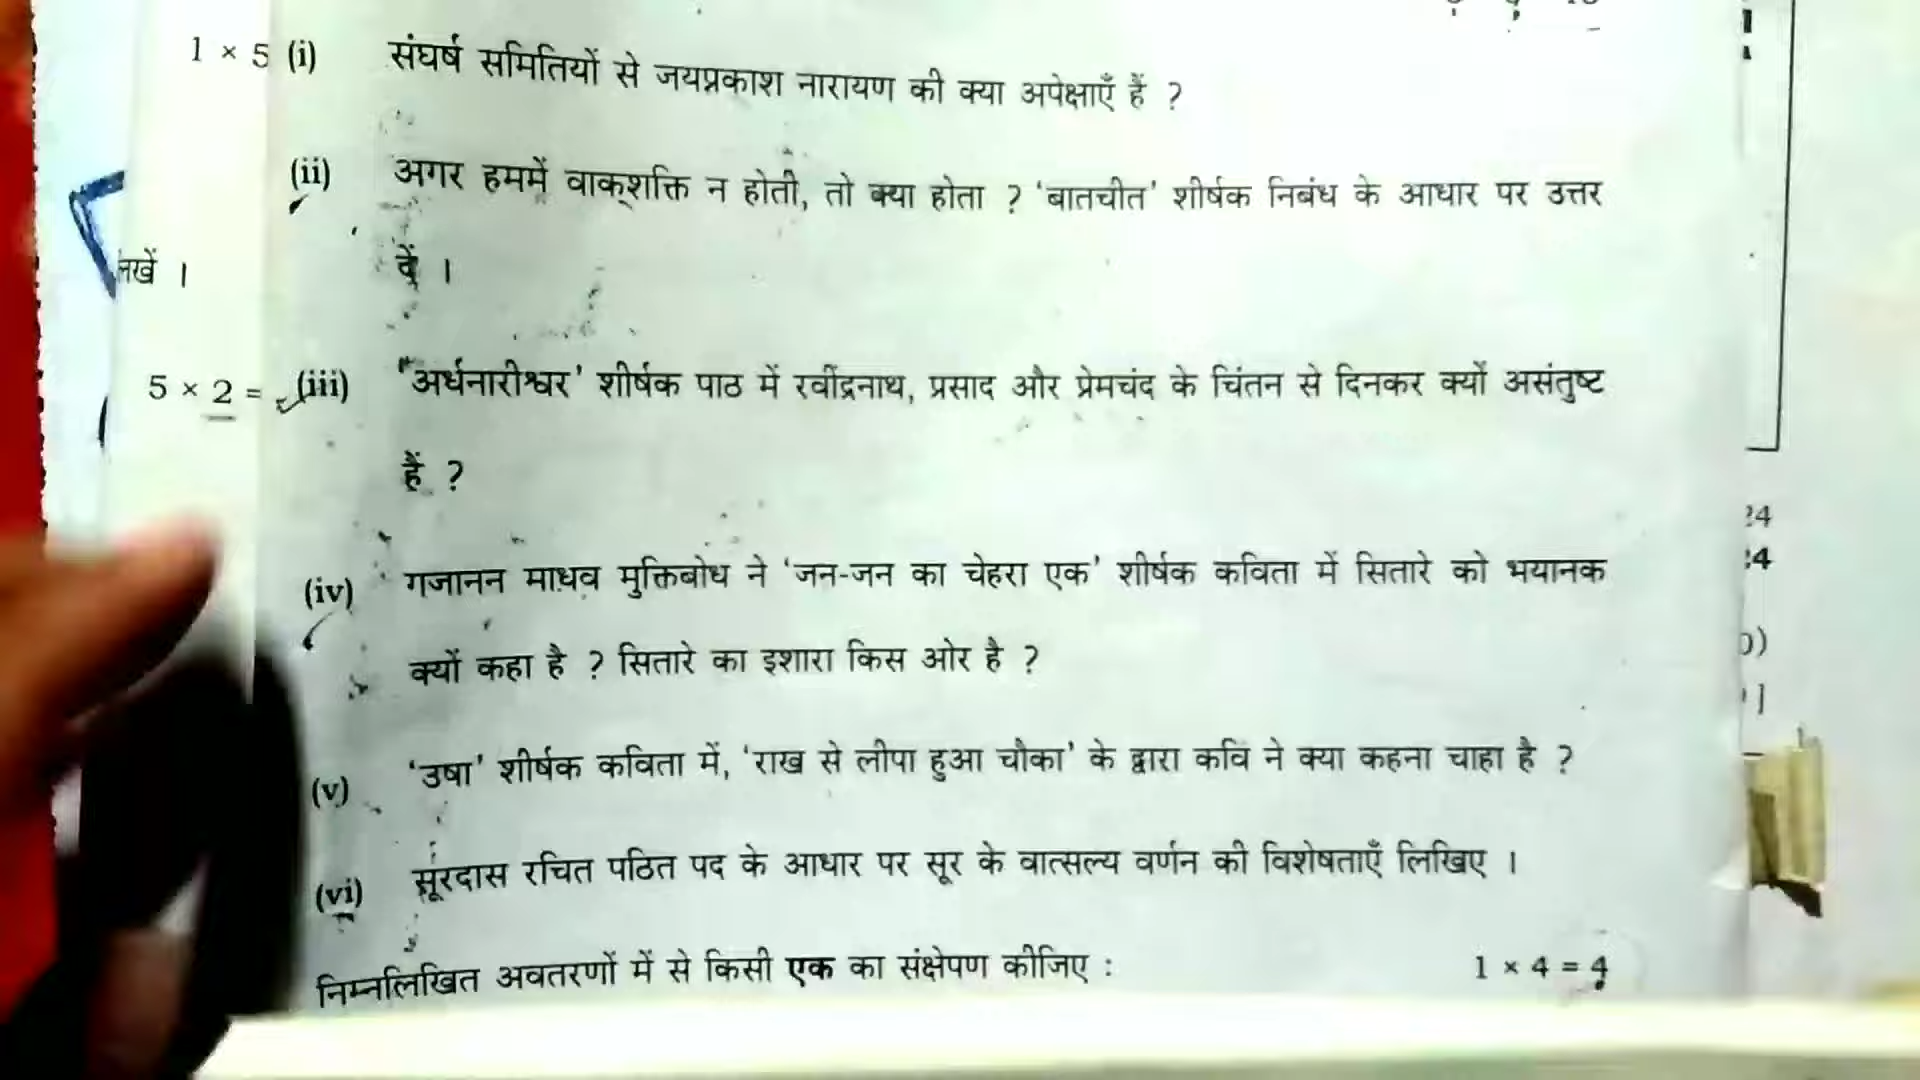 1 × 5 (i) संघर्ष समितियों से जयप्रकाश नारायण की क्या अपेक्षाएँ हैं ?
(ii) अगर हममें वाक्‌शक्ति न होती, तो क्या होता ? 'बातचीत' शीर्षक निबंध के आधार पर उत्तर
दें ।
5 × 2 = (iii) 'अर्धनारीश्वर' शीर्षक पाठ में रवींद्रनाथ, प्रसाद और प्रेमचंद के चिंतन से दिनकर क्यों असंतुष्ट
हैं ?
(iv) गजानन माधव मुक्तिबोध ने 'जन-जन का चेहरा एक' शीर्षक कविता में सितारे को भयानक
क्यों कहा है ? सितारे का इशारा किस ओर है ?
(v) 'उषा' शीर्षक कविता में, 'राख से लीपा हुआ चौका' के द्वारा कवि ने क्या कहना चाहा है ?
(vi) सूरदास रचित पठित पद के आधार पर सूर के वात्सल्य वर्णन की विशेषताएँ लिखिए ।
निम्नलिखित अवतरणों में से किसी एक का संक्षेपण कीजिए : 1 × 4 = 4